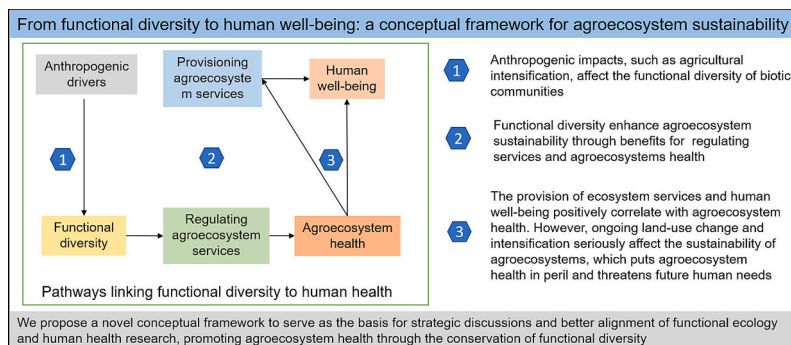 From functional diversity to human well-being: a conceptual framework for agroecosystem sustainability
Anthropogenic
drivers
Provisioning
agroecosyste
m services
Human
well-being
1
2
3
Functional
diversity
Regulating
agroecosystem
services
Agroecosystem
health
Pathways linking functional diversity to human health
1
Anthropogenic impacts, such as agricultural
intensification, affect the functional diversity of biotic
communities
2
Functional diversity enhance agroecosystem
sustainability through benefits for regulating
services and agroecosystems health
3
The provision of ecosystem services and human
well-being positively correlate with agroecosystem
health. However, ongoing land-use change and
intensification seriously affect the sustainability of
agroecosystems, which puts agroecosystem
health in peril and threatens future human needs
We propose a novel conceptual framework to serve as the basis for strategic discussions and better alignment of functional ecology
and human health research, promoting agroecosystem health through the conservation of functional diversity